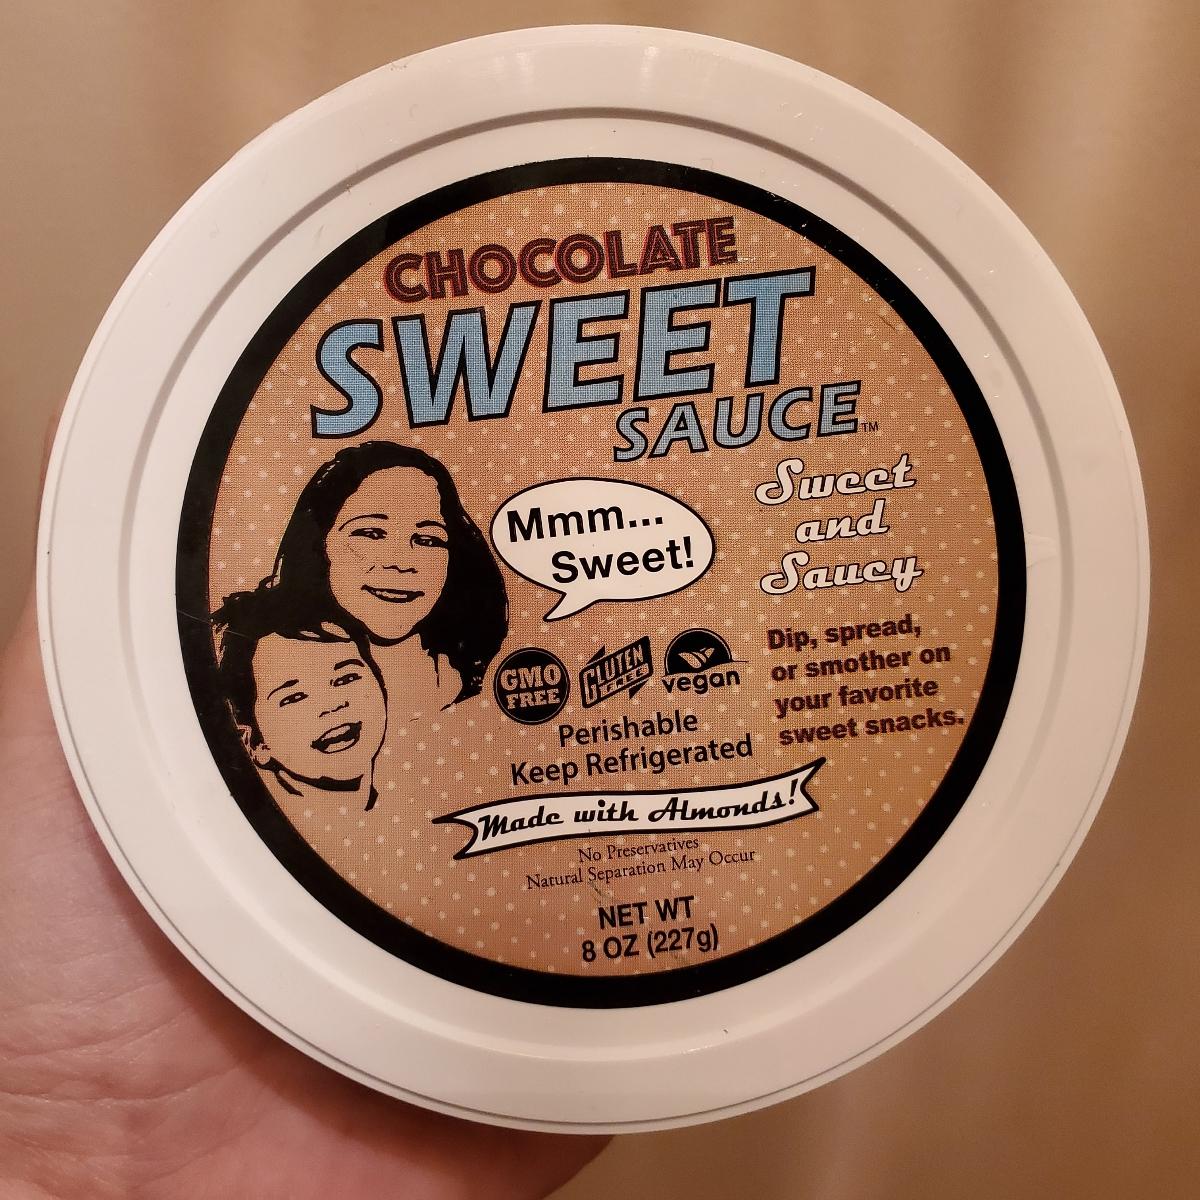 CHOCOLATE
SWEET
SAUCE™
Mmm...
Sweet!
Sweet
and
Saucy
GMO
FREE
GLUTEN
FREE
vegan
Dip, spread,
or smother on
your favorite
sweet snacks.
Perishable
Keep Refrigerated
Made with Almonds!
No Preservatives
Natural Separation May Occur
NET WT
8 OZ (227g)